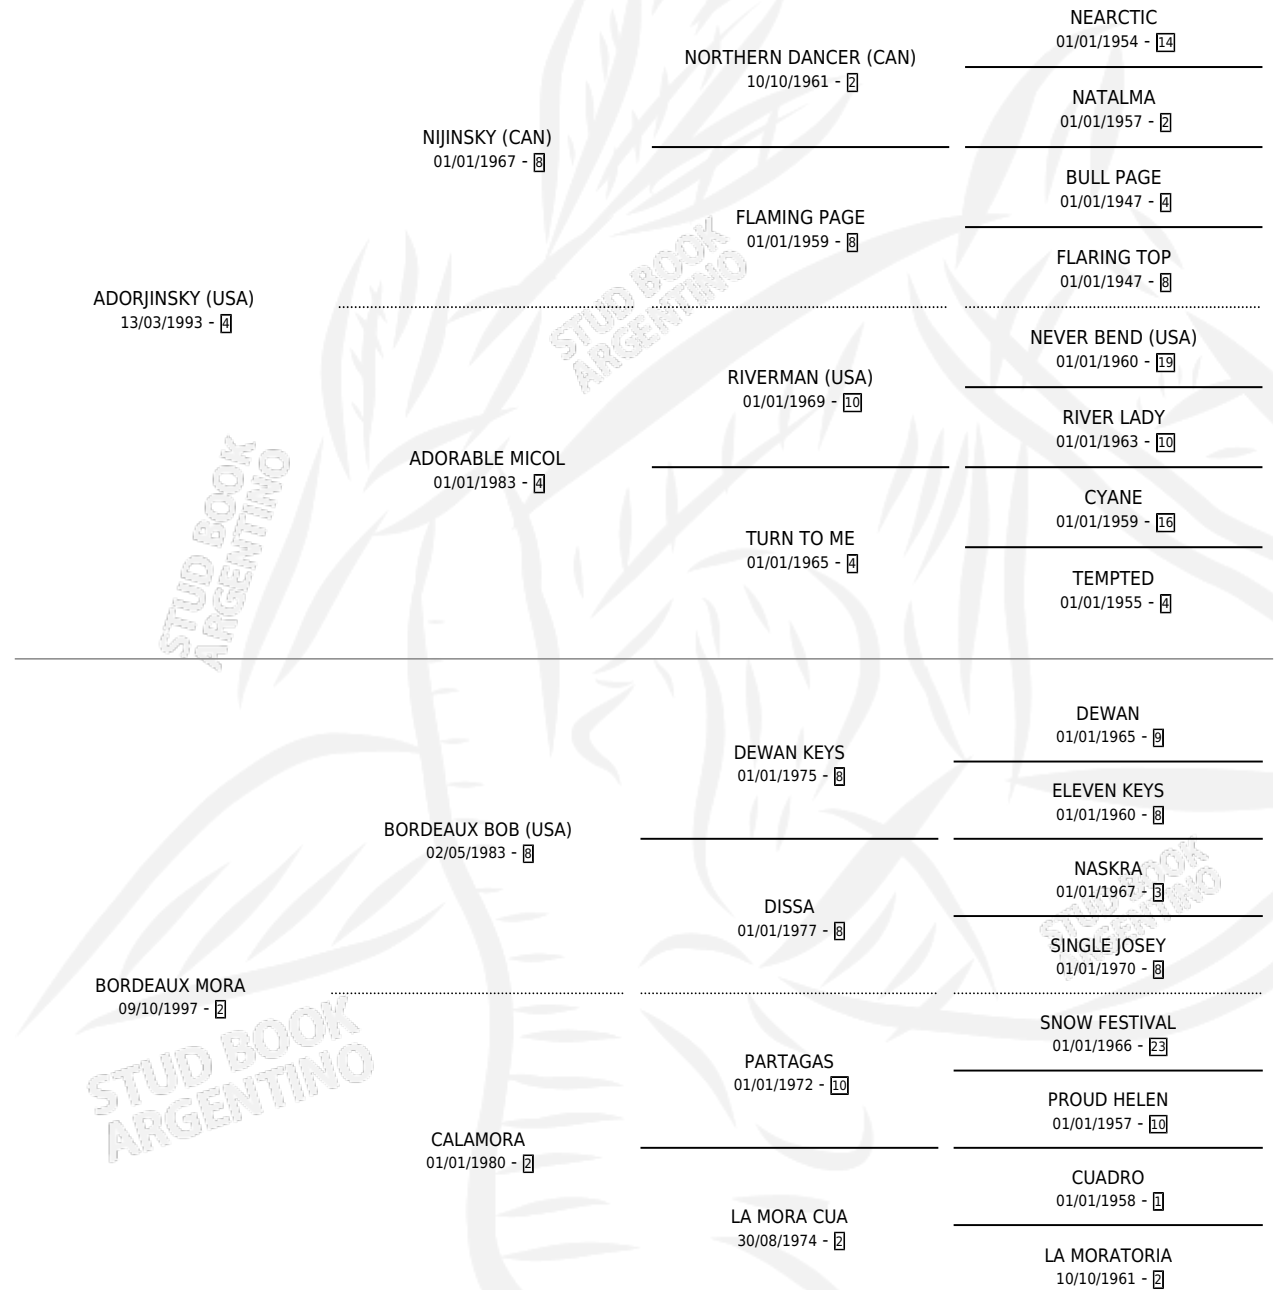 NEARCTIC
01/01/1954 - 14
NORTHERN DANCER (CAN)
10/10/1961 - 2
NATALMA
01/01/1957 - 2
NIJINSKY (CAN)
01/01/1967 - 8
BULL PAGE
01/01/1947 - 4
FLAMING PAGE
01/01/1959 - 8
FLARING TOP
01/01/1947 - 8
ADORJINSKY (USA)
13/03/1993 - 4
STUD BOOK
ARGENTINO
NEVER BEND (USA)
01/01/1960 - 19
RIVERMAN (USA)
01/01/1969 - 10
RIVER LADY
01/01/1963 - 10
ADORABLE MICOL
01/01/1983 - 4
CYANE
01/01/1959 - 16
TURN TO ME
01/01/1965 - 4
TEMPTED
01/01/1955 - 4
STUD BOOK
ARGENTINO
DEWAN
01/01/1965 - 9
DEWAN KEYS
01/01/1975 - 8
ELEVEN KEYS
01/01/1960 - 8
BORDEAUX BOB (USA)
02/05/1983 - 8
NASKRA
01/01/1967 - 3
DISSA
01/01/1977 - 8
SINGLE JOSEY
01/01/1970 - 8
STUD BOOK
ARGENTINO
BORDEAUX MORA
09/10/1997 - 2
SNOW FESTIVAL
01/01/1966 - 23
PARTAGAS
01/01/1972 - 10
PROUD HELEN
01/01/1957 - 10
STUD BOOK
ARGENTINO
CALAMORA
01/01/1980 - 2
CUADRO
01/01/1958 - 1
LA MORA CUA
30/08/1974 - 2
LA MORATORIA
10/10/1961 - 2